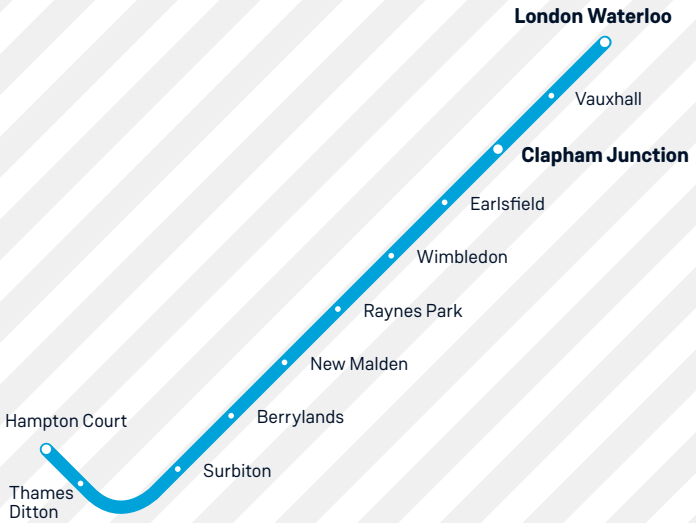 London Waterloo
Vauxhall
Clapham Junction
Earlsfield
Wimbledon
Raynes Park
New Malden
Berrylands
Hampton Court
Surbiton
Thames
Ditton